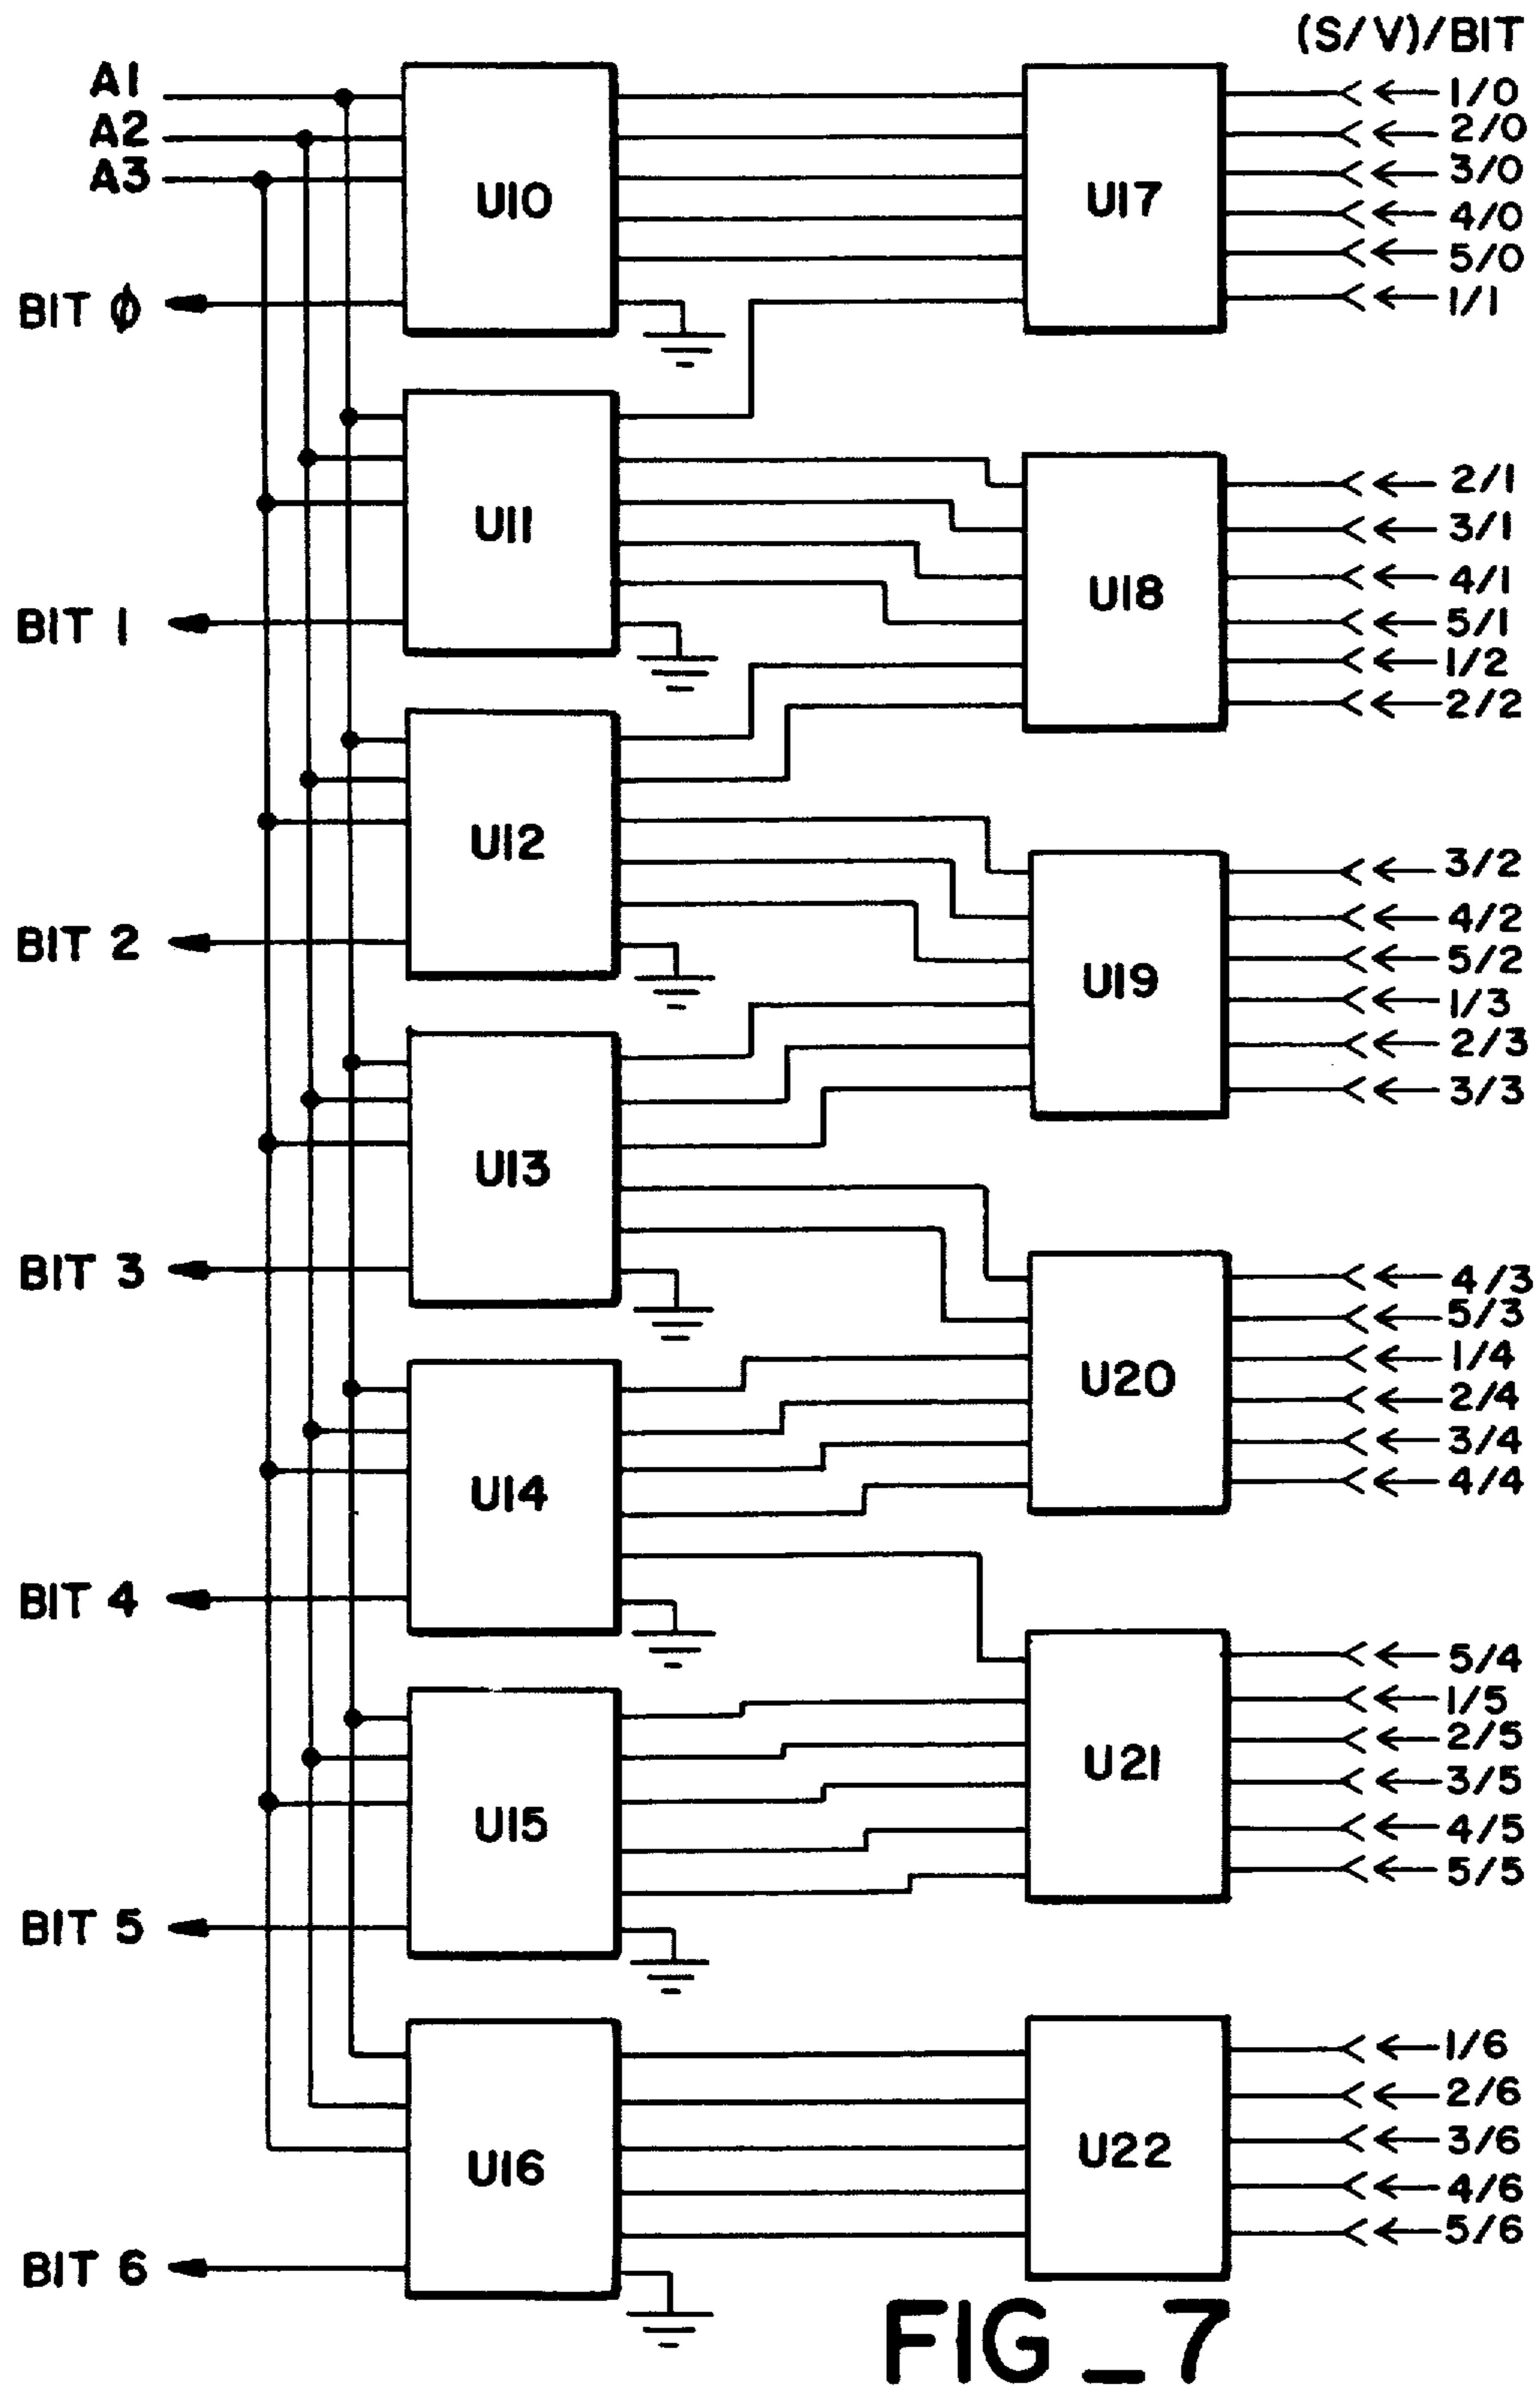 (S/V)/BIT
A1
A2
A3
U10
U17
1/0
2/0
3/0
4/0
5/0
1/1
BIT 0
U11
U18
2/1
3/1
4/1
5/1
1/2
2/2
BIT 1
U12
U19
3/2
4/2
5/2
1/3
2/3
3/3
BIT 2
U13
BIT 3
U20
4/3
5/3
1/4
2/4
3/4
4/4
U14
BIT 4
U21
5/4
1/5
2/5
3/5
4/5
5/5
U15
BIT 5
U16
U22
1/6
2/6
3/6
4/6
5/6
BIT 6
FIG_7